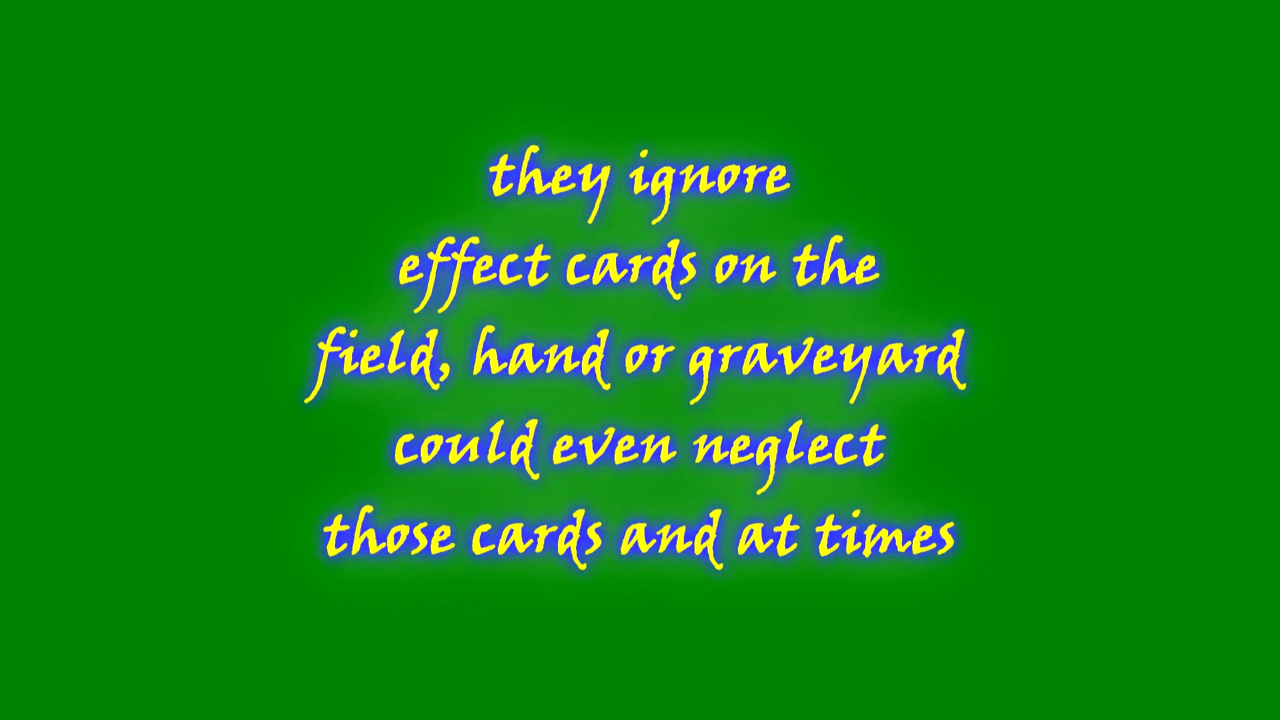 they ignore
effect cards on the
field, hand or graveyard
could even neglect
those cards and at times